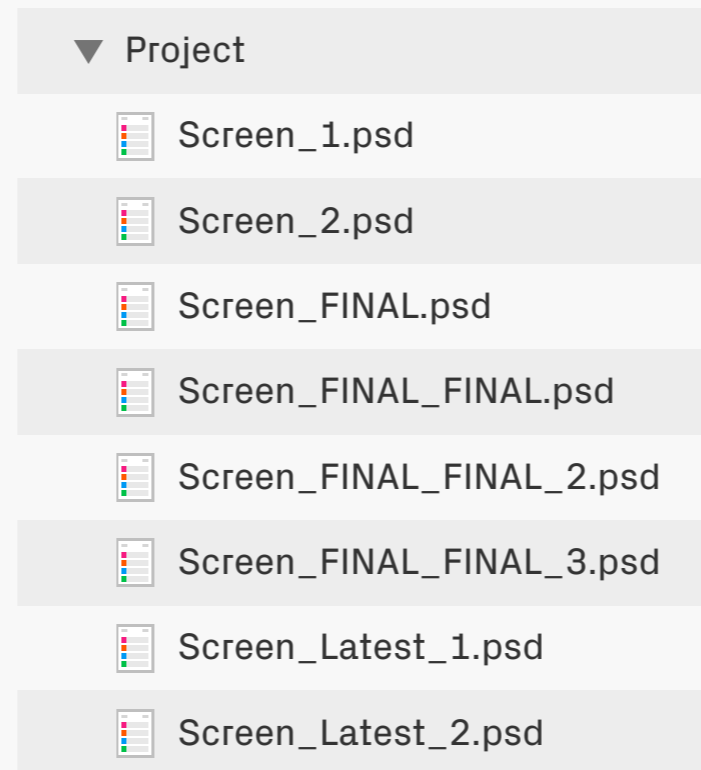 Project
Screen_1.psd
Screen_2.psd
Screen_FINAL.psd
Screen_FINAL_FINAL.psd
Screen_FINAL_FINAL_2.psd
Screen_FINAL_FINAL_3.psd
Screen_Latest_1.psd
Screen_Latest_2.psd